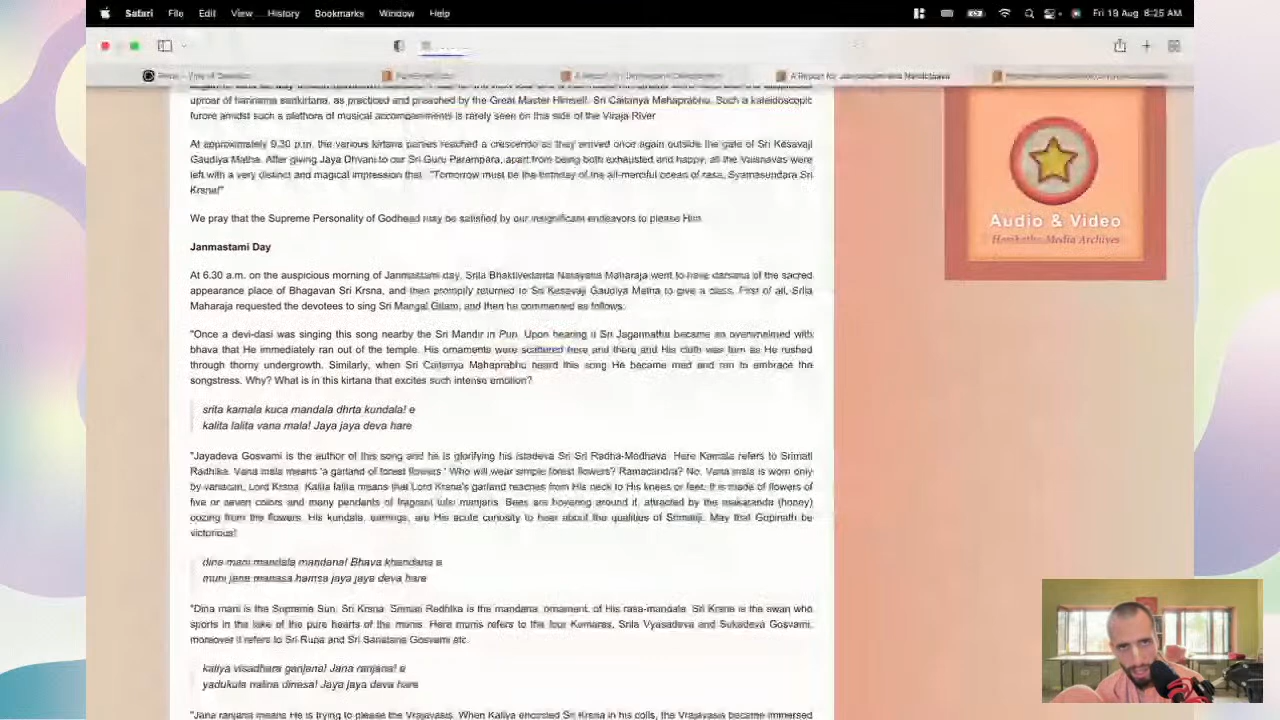 Safari File Edit View History Bookmarks Window Help Fri 19 Aug 8:25 AM
A Report for Janmastami and Nandotsava
uproar of harinama sankirtana, as practiced and preached by the Great Master Himself, Sri Caitanya Mahaprabhu. Such a kaleidoscopic
furore amidst such a plethora of musical accompaniments is rarely seen on this side of the Viraja River
At approximately 9.30 p.m. the various kirtana parties reached a crescendo as they arrived once again outside the gate of Sri Kesavaji
Gaudiya Matha. After giving Jaya Dhvani to our Sri Guru Parampara, apart from being both exhausted and happy, all the Vaisnavas were
left with a very distinct and magical impression that "Tomorrow must be the birthday of the all-merciful ocean of rasa, Syamasundara Sri
Krsna!"
We pray that the Supreme Personality of Godhead may be satisfied by our insignificant endeavors to please Him.
Janmastami Day
At 6.30 a.m. on the auspicious morning of Janmastami day, Srila Bhaktivedanta Narayana Maharaja went to have darsana of the sacred
appearance place of Bhagavan Sri Krsna, and then promptly returned to Sri Kesavaji Gaudiya Matha to give a class. First of all, Srila
Maharaja requested the devotees to sing Sri Mangal Gitam, and then he commented as follows.
"Once a devi-dasi was singing this song nearby the Sri Mandir in Puri. Upon hearing it Sri Jagannatha became so overwhelmed with
bhava that He immediately ran out of the temple. His ornaments were scattered here and there and His cloth was torn as He rushed
through thorny undergrowth. Similarly, when Sri Caitanya Mahaprabhu heard this song He became mad and ran to embrace the
songstress. Why? What is in this kirtana that excites such intense emotion?
srita kamala kuca mandala dhrta kundala! e
kalita lalita vana mala! Jaya jaya deva hare
"Jayadeva Gosvami is the author of this song and he is glorifying his istadeva Sri Sri Radha-Madhava. Here Kamala refers to Srimati
Radhika. Vana mala means 'a garland of forest flowers.' Who will wear simple forest flowers? Ramacandra? No. Vana mala is worn only
by vanacari, Lord Krsna. Kalita lalita means that Lord Krsna's garland reaches from His neck to His knees or feet. It is made of flowers of
five or seven colors and many pendants of fragrant tulsi manjaris. Bees are hovering around it, attracted by the makaranda (honey)
oozing from the flowers. His kundala, earrings, are His acute curiosity to hear about the qualities of Srimatiji. May that Gopinath be
victorious!
dina mani mandala mandana! Bhava khandana e
muni jana manasa hamsa jaya jaya deva hare
"Dina mani is the Supreme Sun, Sri Krsna. Srimati Radhika is the mandana, ornament, of His rasa-mandala. Sri Krsna is the swan who
sports in the lake of the pure hearts of the munis. Here munis refers to the four Kumaras, Srila Vyasadeva and Sukadeva Gosvami,
moreover it refers to Sri Rupa and Sri Sanatana Gosvami etc.
kaliya visadhara ganjana! Jana ranjana! e
yadukula nalina dinesa! Jaya jaya deva hare
"Jana ranjana means He is trying to please the Vrajavasis. When Kaliya encircled Sri Krsna in his coils, the Vrajavasis became immersed
Audio & Video
Harikatha Media Archives